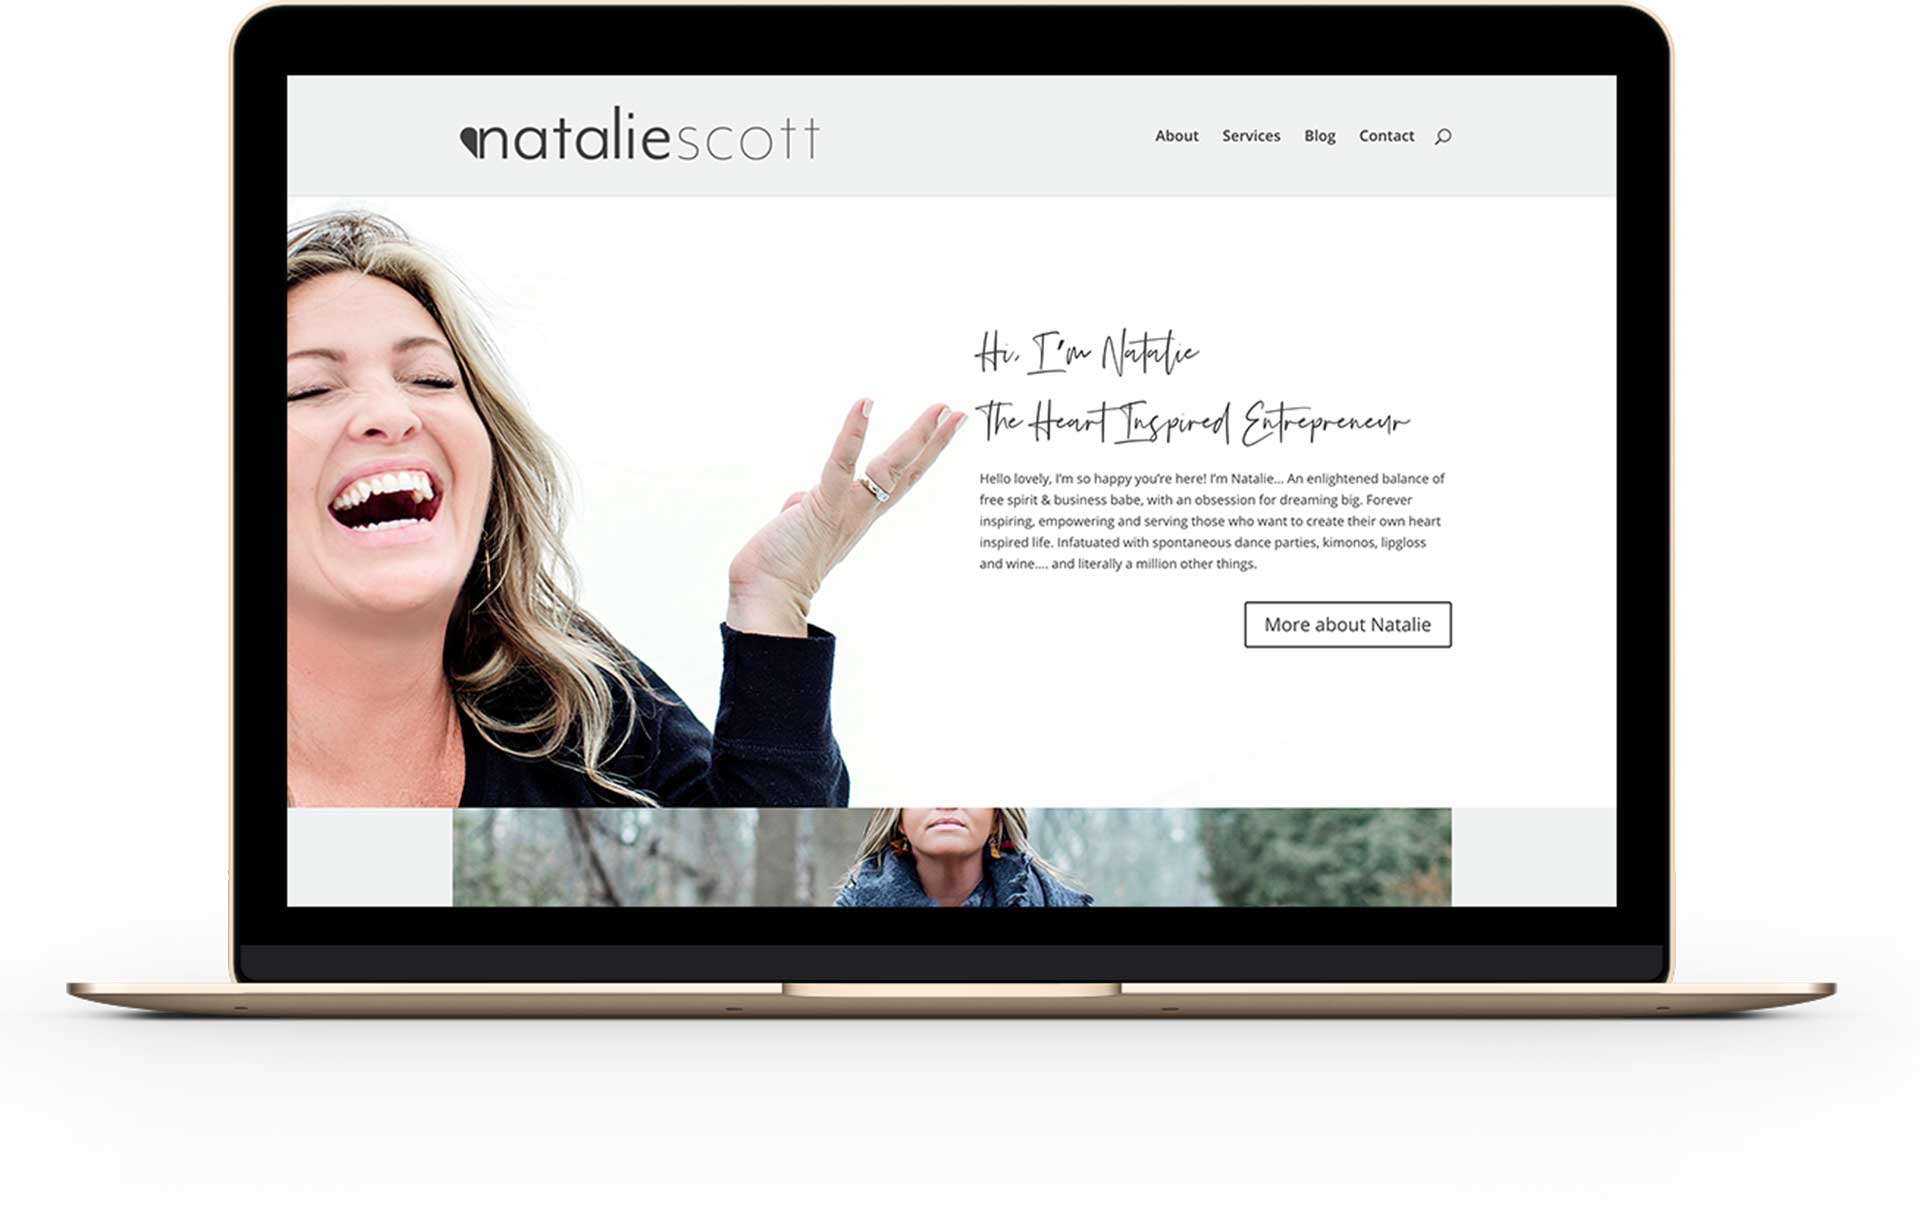 nataliescott
About Services Blog Contact
Hi, I'm Natalie
The Heart Inspired Entrepreneur
Hello lovely, I'm so happy you're here! I'm Natalie... An enlightened balance of
free spirit & business babe, with an obsession for dreaming big. Forever
inspiring, empowering and serving those who want to create their own heart
inspired life. Infatuated with spontaneous dance parties, kimonos, lipgloss
and wine.... and literally a million other things.
More about Natalie